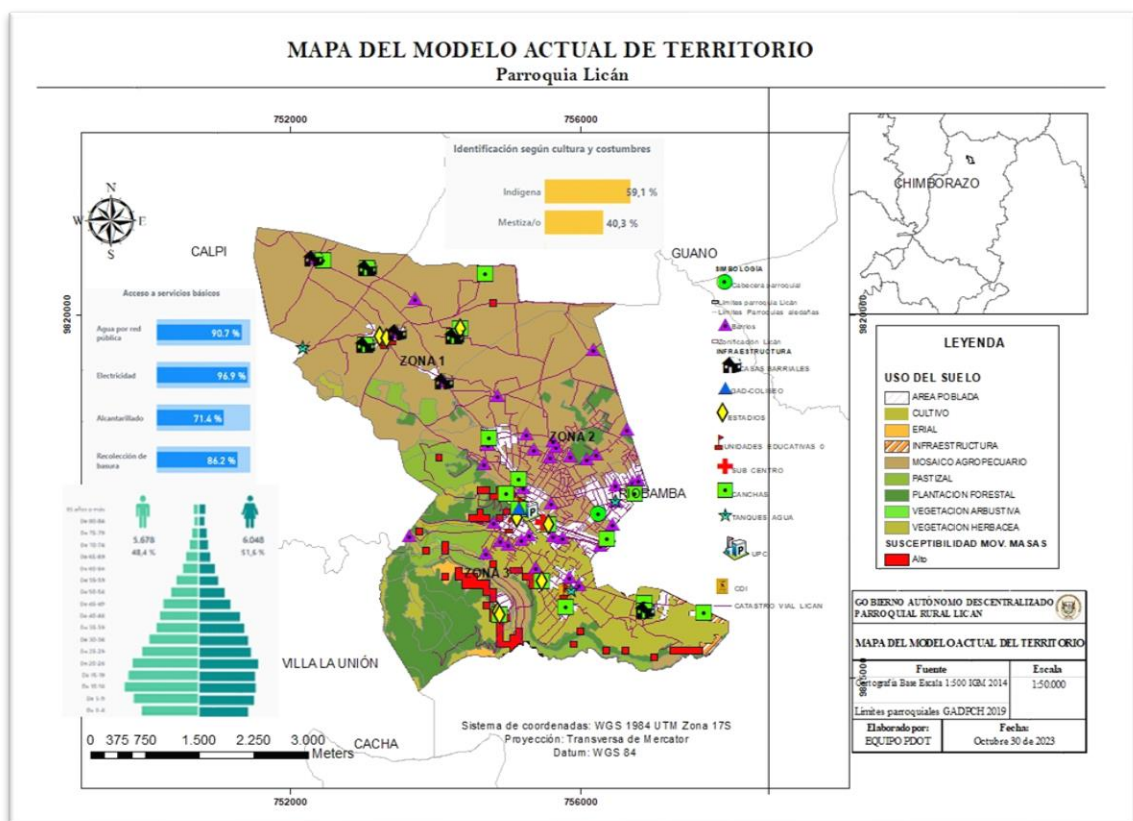 MAPA DEL MODELO ACTUAL DE TERRITORIO
Parroquia Licán
752000
756000
Identificación según cultura y costumbres
Indígena
59,1 %
Mestiza/o
40,3 %
N
W
E
S
CALPI
GUANO
CHIMBORAZO
9820000
9820000
Acceso a servicios básicos
Agua por red pública
90.7 %
Electricidad
96.9 %
Alcantarillado
71.4 %
Recolección de basura
86.2 %
ZONA 1
ZONA 2
ZONA 3
RIOBAMBA
SIMBOLOGÍA
Cabecera parroquial
Límites parroquia Licán
Límites Parroquias aledañas
Barrios
Zonificación Licán
INFRAESTRUCTURA
CASAS BARRIALES
GAD-COLISEO
ESTADIOS
UNIDADES EDUCATIVAS 0
SUB CENTRO
CANCHAS
TANQUES AGUA
UPC
CDI
CATASTRO VIAL LICAN
LEYENDA
USO DEL SUELO
AREA POBLADA
CULTIVO
ERIAL
INFRAESTRUCTURA
MOSAICO AGROPECUARIO
PASTIZAL
PLANTACION FORESTAL
VEGETACION ARBUSTIVA
VEGETACION HERBACEA
SUSCEPTIBILIDAD MOV. MASAS
Alto
5.678
48,4 %
6.048
51,6 %
VILLA LA UNIÓN
CACHA
0 375 750 1.500 2.250 3.000
Meters
Sistema de coordenadas: WGS 1984 UTM Zona 17S
Proyección: Transversa de Mercator
Datum: WGS 84
GOBIERNO AUTÓNOMO DESCENTRALIZADO
PARROQUIAL RURAL LICAN
MAPA DEL MODELO ACTUAL DEL TERRITORIO
Fuente
Escala
Cartografía Base Escala 1:500 IGM 2014
1:50.000
Límites parroquiales GADPCH 2019
Elaborado por:
EQUIPO PDOT
Fecha:
Octubre 30 de 2023
752000
756000